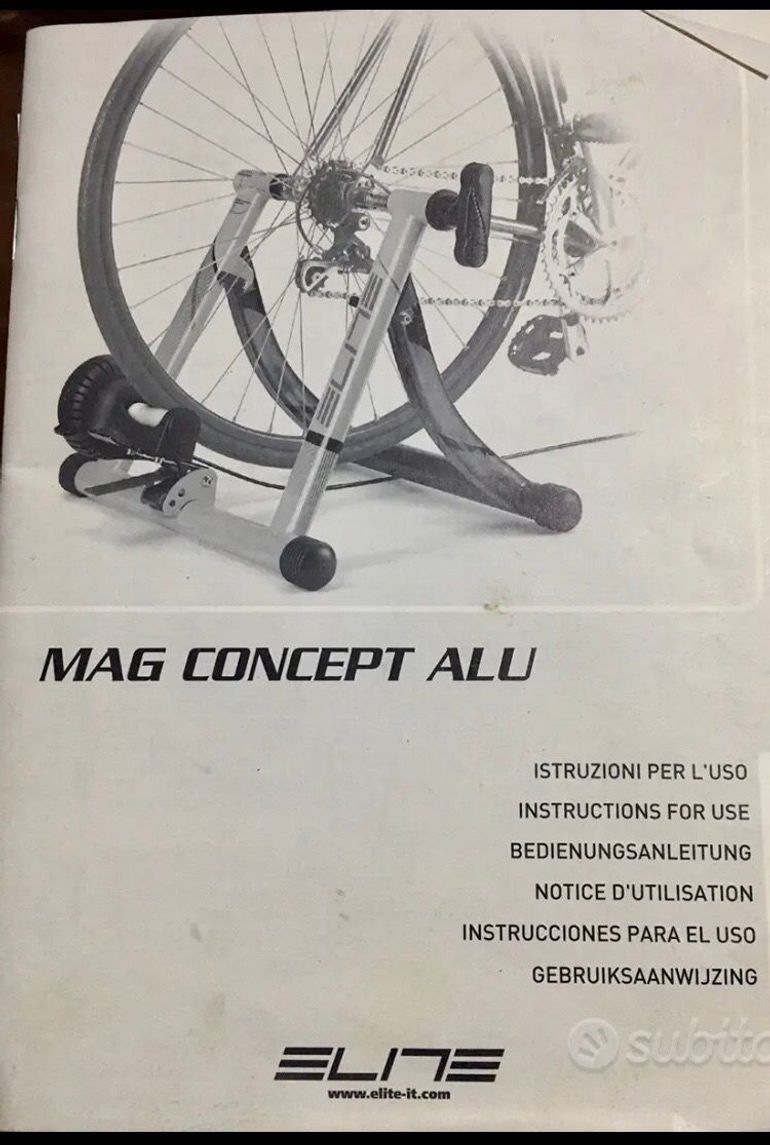 ELITE
MAG CONCEPT ALU
ISTRUZIONI PER L'USO
INSTRUCTIONS FOR USE
BEDIENUNGSANLEITUNG
NOTICE D'UTILISATION
INSTRUCCIONES PARA EL USO
GEBRUIKSAANWIJZING
subito
ELITE
www.elite-it.com